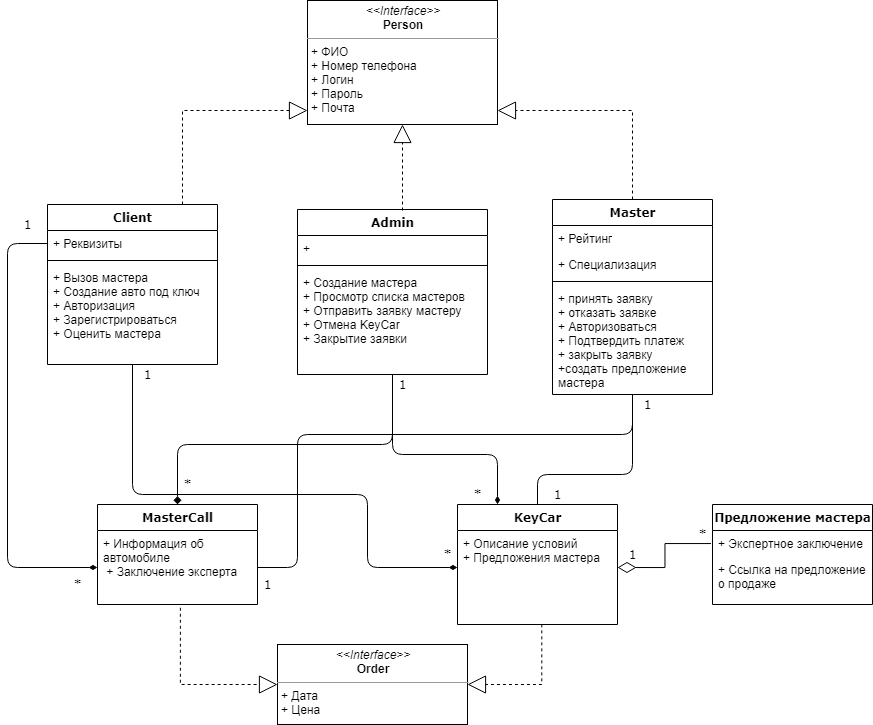 <<Interface>>
Person
+ ФИО
+ Номер телефона
+ Логин
+ Пароль
+ Почта
Client
+ Реквизиты
+ Вызов мастера
+ Создание авто под ключ
+ Авторизация
+ Зарегистрироваться
+ Оценить мастера
Admin
+
+ Создание мастера
+ Просмотр списка мастеров
+ Отправить заявку мастеру
+ Отмена KeyCar
+ Закрытие заявки
Master
+ Рейтинг
+ Специализация
+ принять заявку
+ отказать заявке
+ Авторизоваться
+ Подтвердить платеж
+ закрыть заявку
+создать предложение
мастера
1
1
1
1
*
*
1
MasterCall
+ Информация об
автомобиле
+ Заключение эксперта
*
1
KeyCar
+ Описание условий
+ Предложения мастера
*
1
*
Предложение мастера
+ Экспертное заключение
+ Ссылка на предложение
о продаже
<<Interface>>
Order
+ Дата
+ Цена